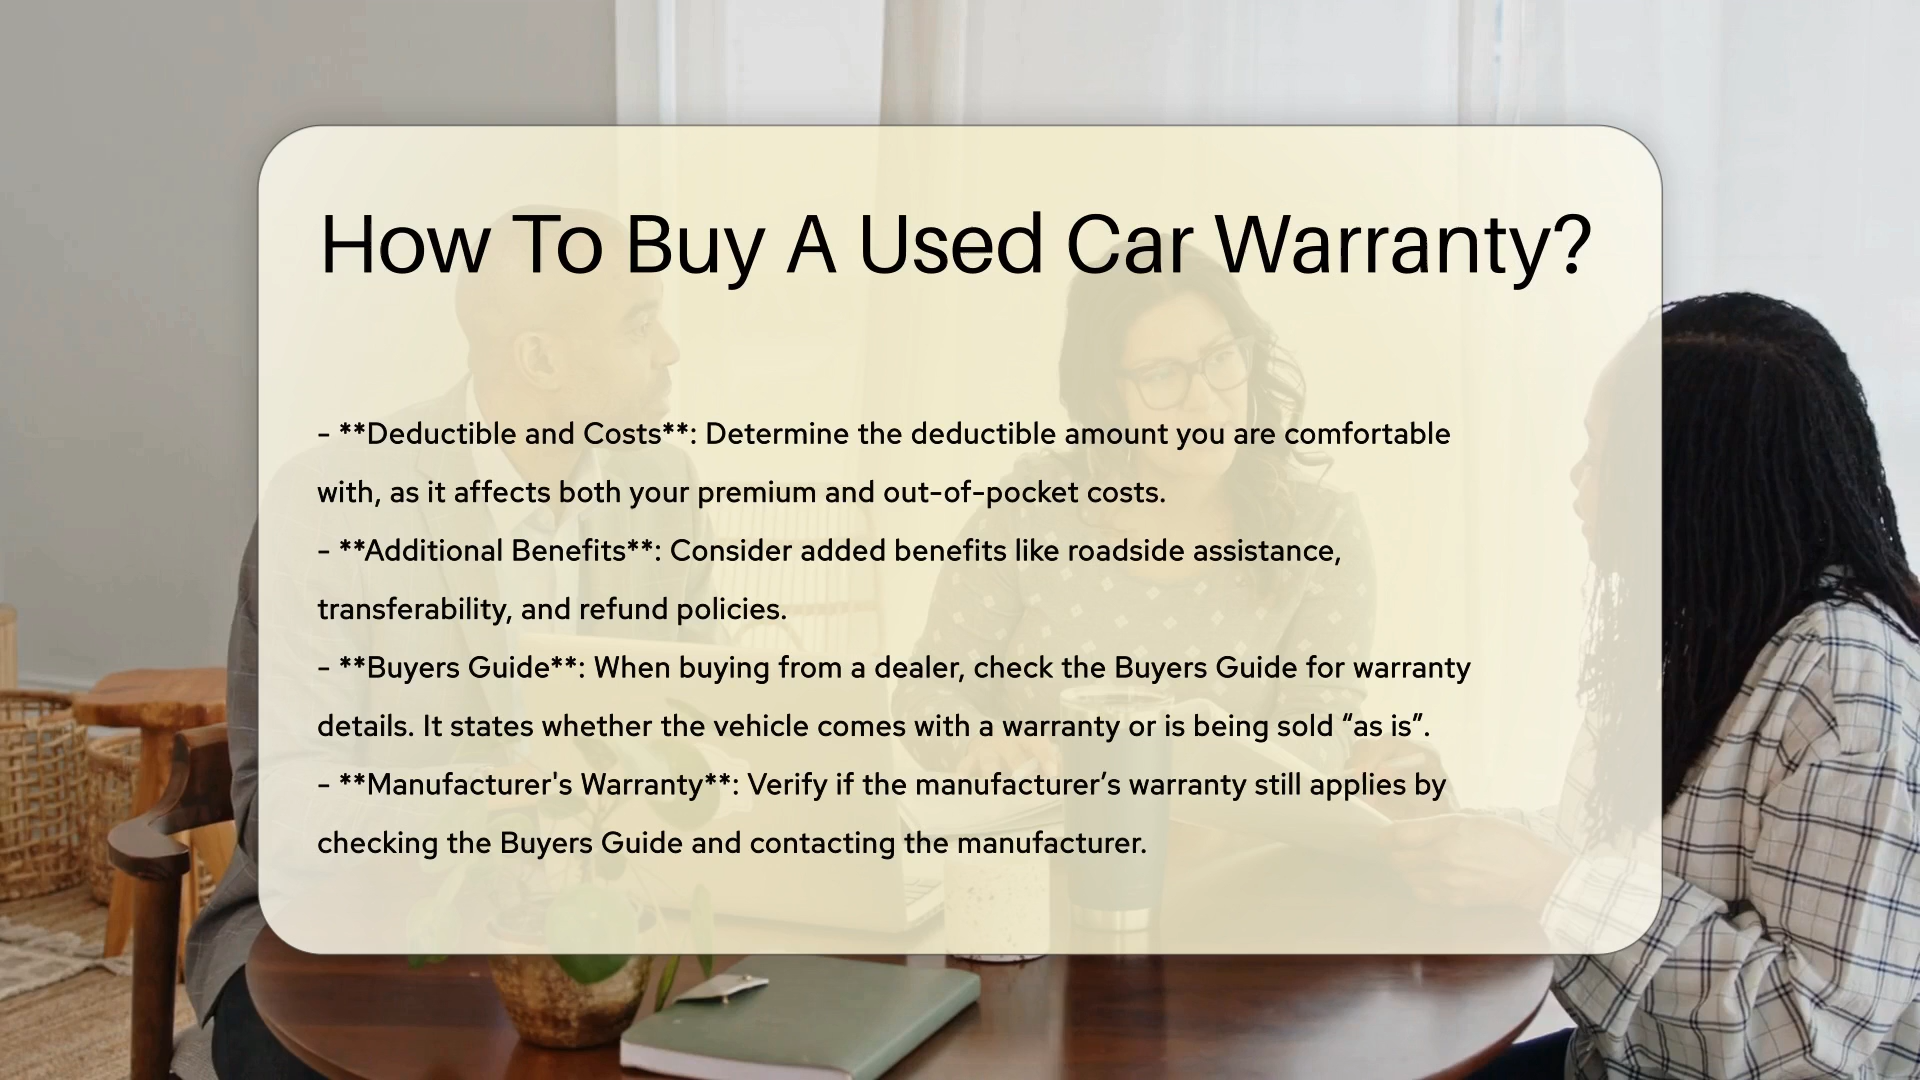 How To Buy A Used Car Warranty?
- **Deductible and Costs**: Determine the deductible amount you are comfortable
with, as it affects both your premium and out-of-pocket costs.
- **Additional Benefits**: Consider added benefits like roadside assistance,
transferability, and refund policies.
- **Buyers Guide**: When buying from a dealer, check the Buyers Guide for warranty
details. It states whether the vehicle comes with a warranty or is being sold “as is”.
- **Manufacturer's Warranty**: Verify if the manufacturer’s warranty still applies by
checking the Buyers Guide and contacting the manufacturer.